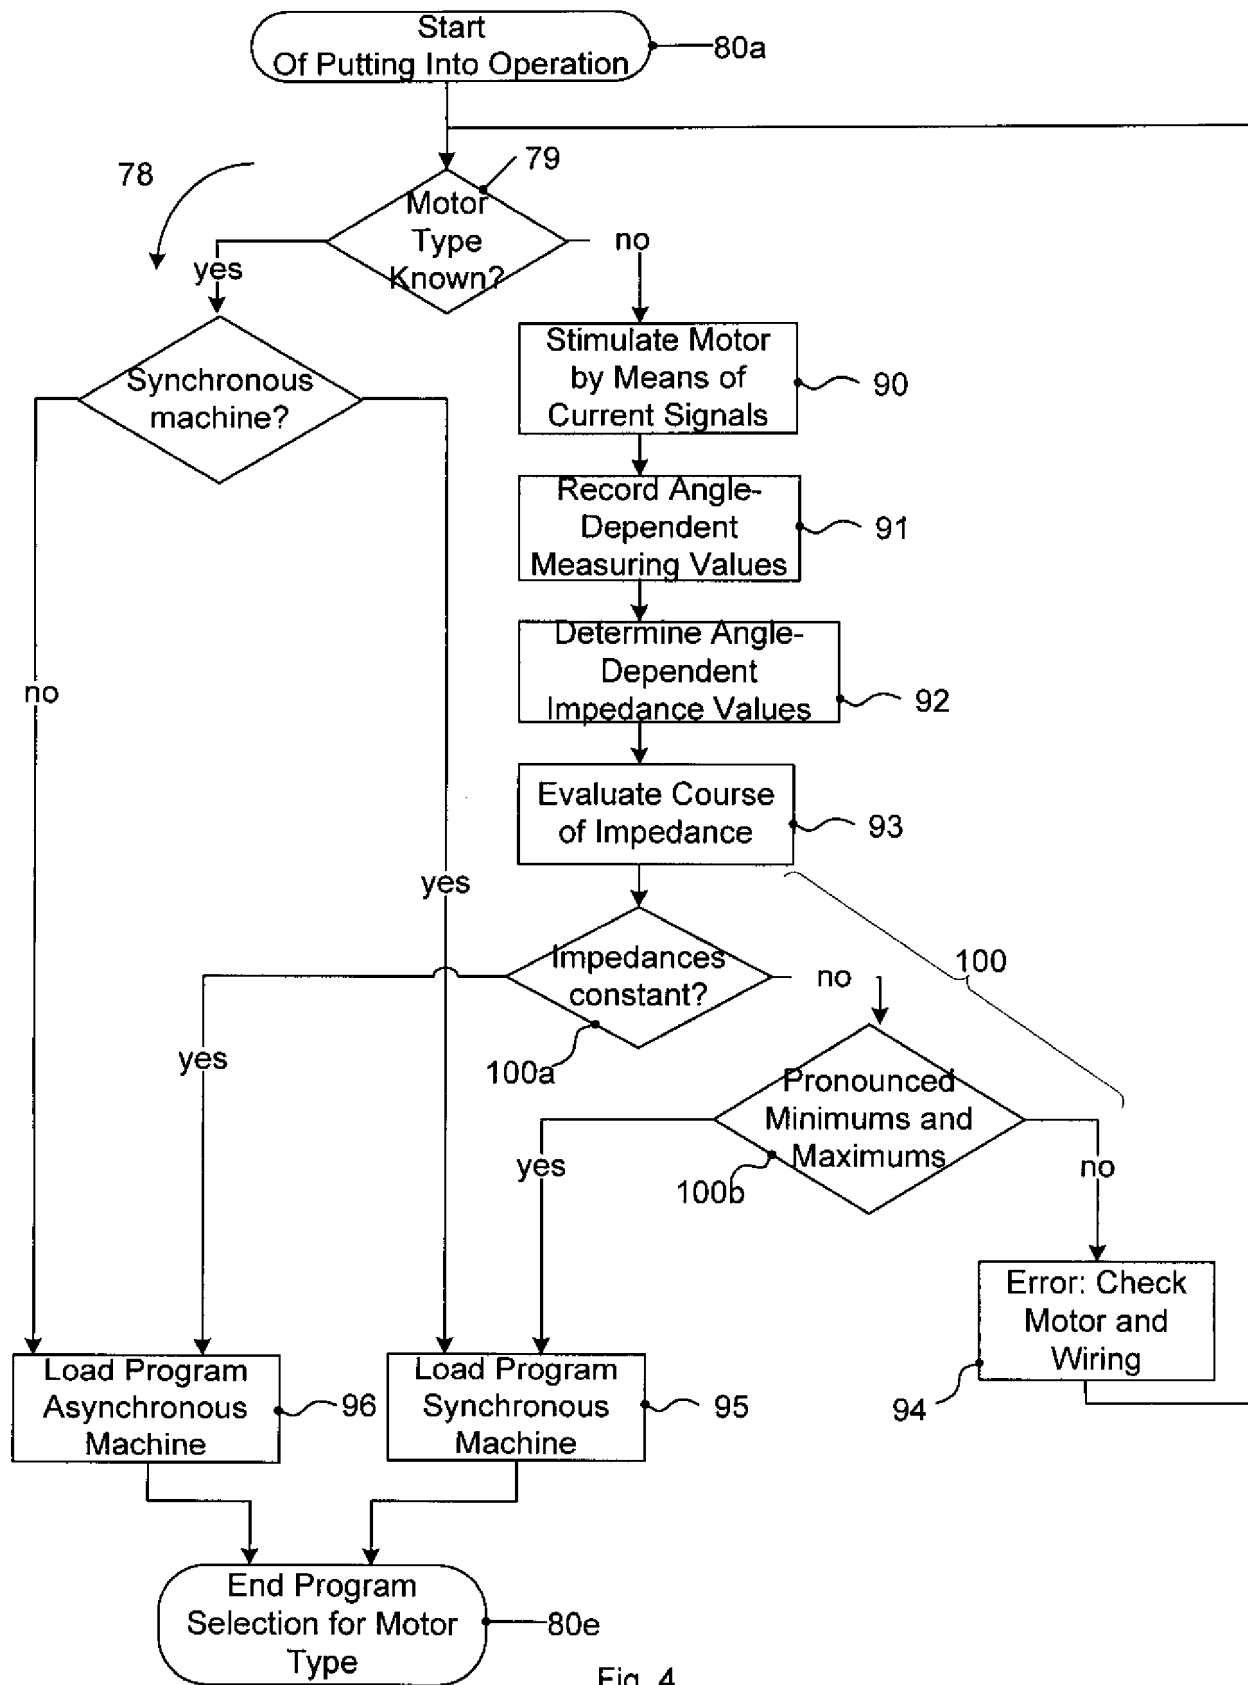 Start
Of Putting Into Operation
80a
78
79
Motor
Type
Known?
yes
no
Synchronous
machine?
Stimulate Motor
by Means of
Current Signals
90
Record Angle-
Dependent
Measuring Values
91
Determine Angle-
Dependent
Impedance Values
92
no
Evaluate Course
of Impedance
93
yes
Impedances
constant?
no
100
yes
100a
Pronounced
Minimums and
Maximums
100b
yes
no
Error: Check
Motor and
Wiring
94
Load Program
Asynchronous
Machine
96
Load Program
Synchronous
Machine
95
End Program
Selection for Motor
Type
80e
Fig. 4